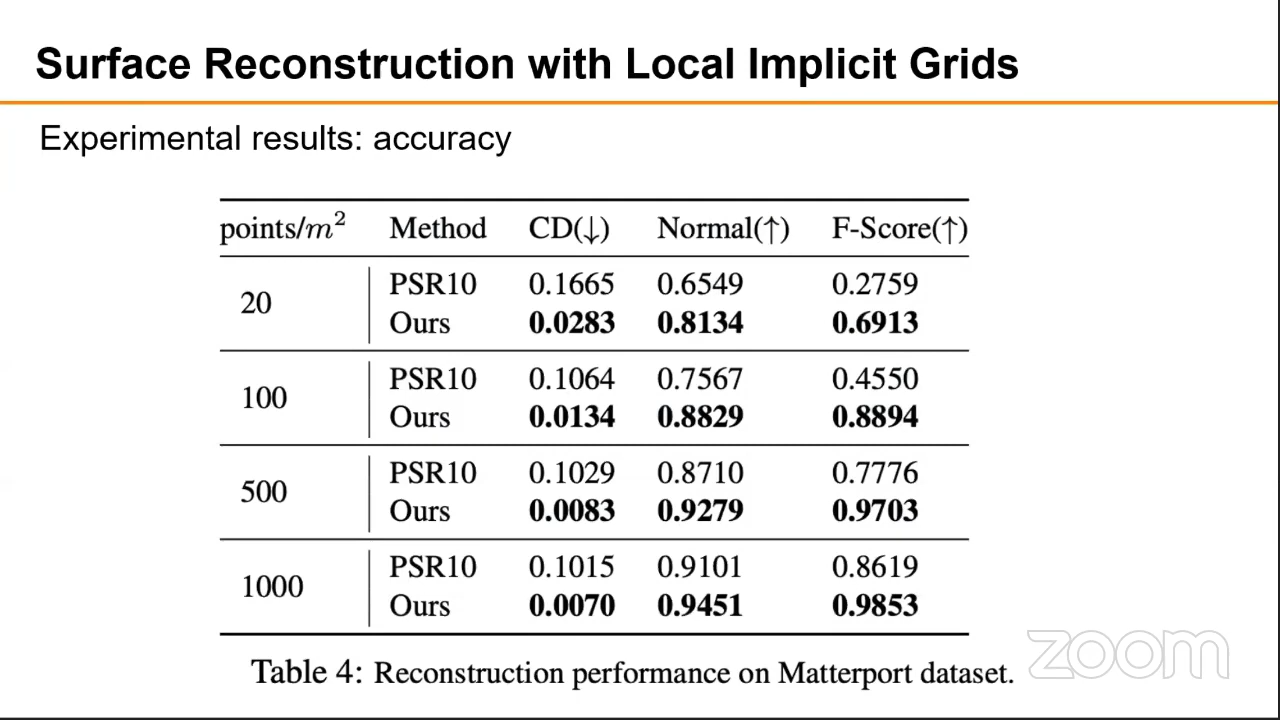 Surface Reconstruction with Local Implicit Grids
Experimental results: accuracy
points/m² Method CD(↓) Normal(↑) F-Score(↑)
20 PSR10 0.1665 0.6549 0.2759
Ours 0.0283 0.8134 0.6913
100 PSR10 0.1064 0.7567 0.4550
Ours 0.0134 0.8829 0.8894
500 PSR10 0.1029 0.8710 0.7776
Ours 0.0083 0.9279 0.9703
1000 PSR10 0.1015 0.9101 0.8619
Ours 0.0070 0.9451 0.9853
Table 4: Reconstruction performance on Matterport dataset.
zoom